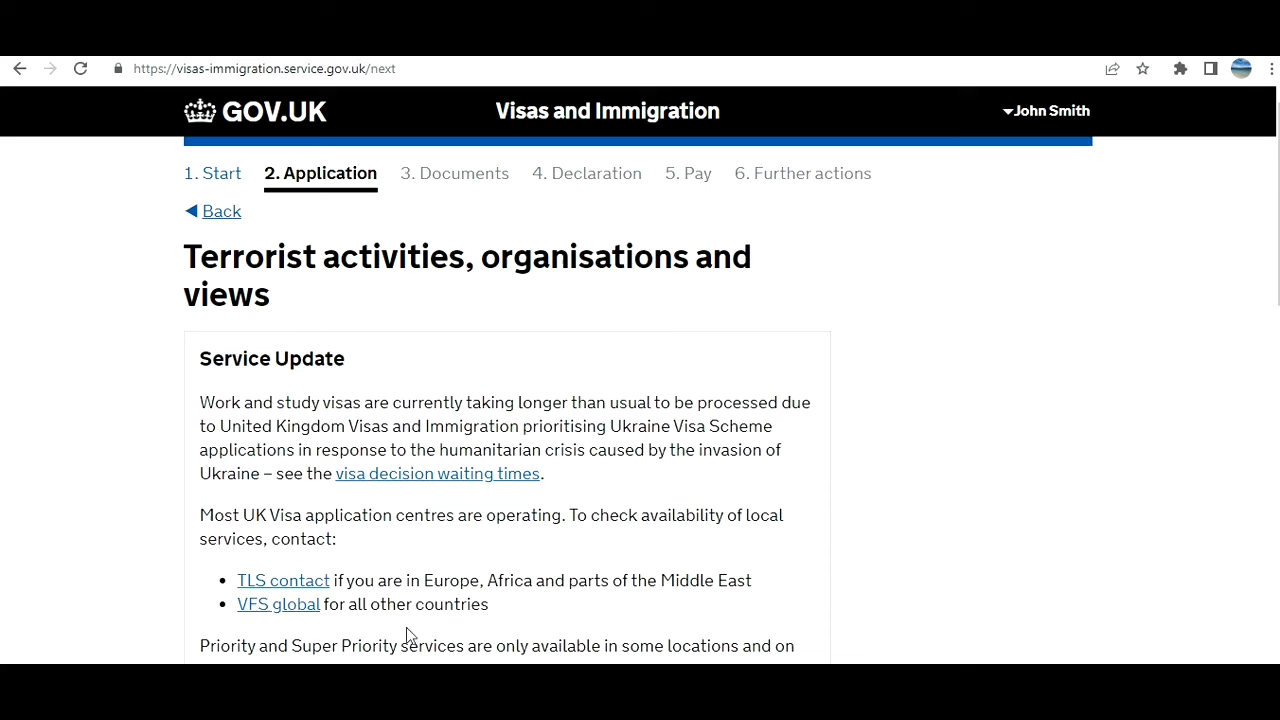 https://visas-immigration.service.gov.uk/next
GOV.UK
Visas and Immigration
John Smith
1. Start 2. Application 3. Documents 4. Declaration 5. Pay 6. Further actions
Back
Terrorist activities, organisations and
views
Service Update
Work and study visas are currently taking longer than usual to be processed due
to United Kingdom Visas and Immigration prioritising Ukraine Visa Scheme
applications in response to the humanitarian crisis caused by the invasion of
Ukraine – see the visa decision waiting times.
Most UK Visa application centres are operating. To check availability of local
services, contact:
• TLS contact if you are in Europe, Africa and parts of the Middle East
• VFS global for all other countries
Priority and Super Priority services are only available in some locations and on